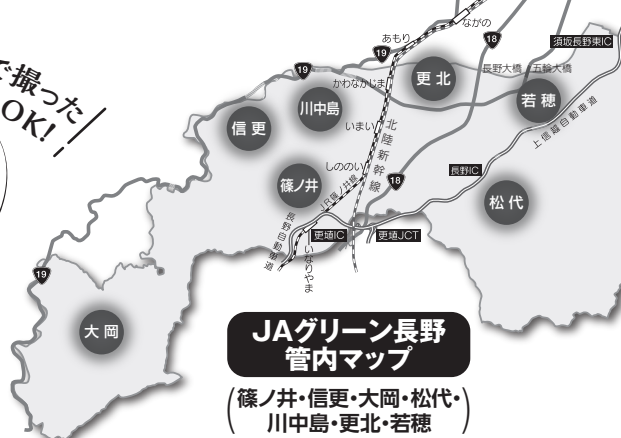 ながの
18
須坂長野東IC
あもり
19
長野大橋
五輪大橋
で撮った
OK!
19
かわなかじま
更北
若穂
川中島
信更
いまい
北陸新幹線
上信越自動車道
しののい
長野IC
篠ノ井
JR篠ノ井線
18
松代
長野自動車道
更埴IC
更埴JCT
いなりやま
19
大岡
JAグリーン長野
管内マップ
(篠ノ井・信更・大岡・松代・
川中島・更北・若穂)